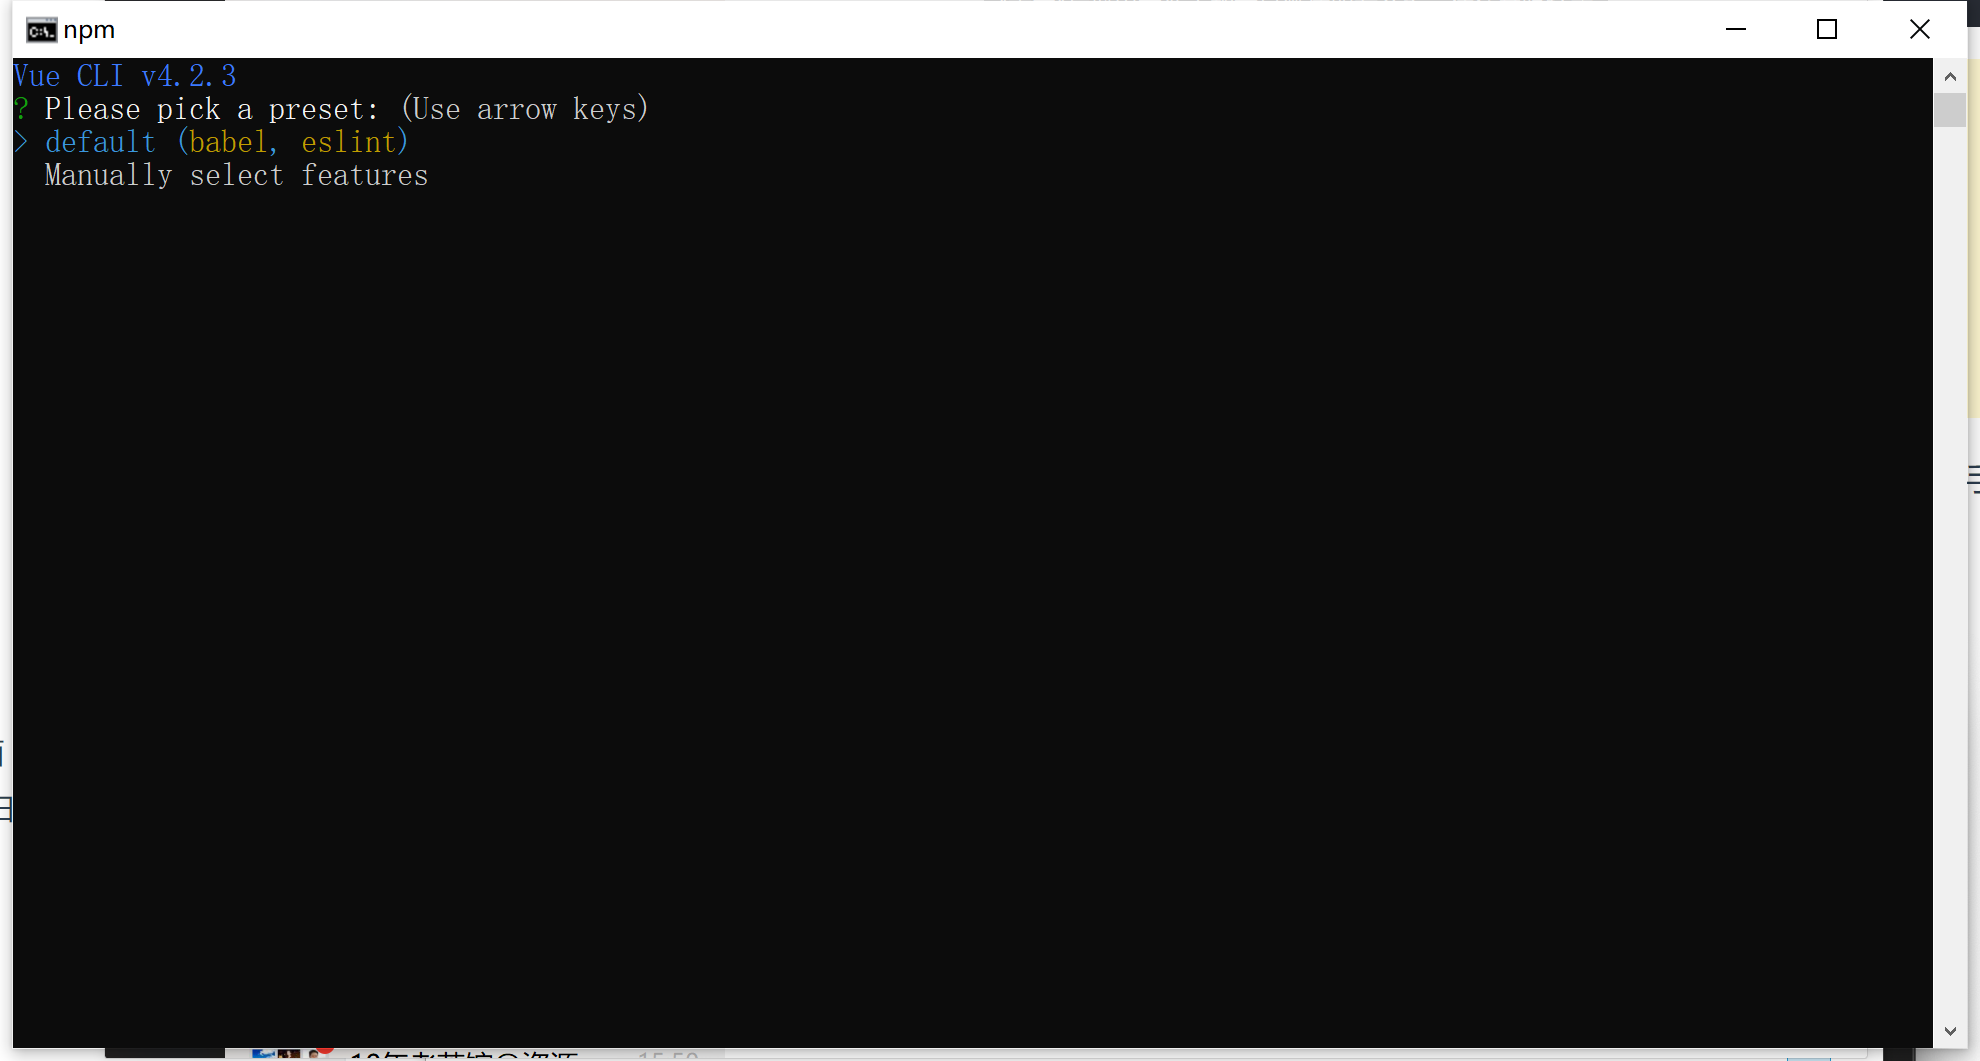 npm
Vue CLI v4.2.3
? Please pick a preset: (Use arrow keys)
> default (babel, eslint)
  Manually select features